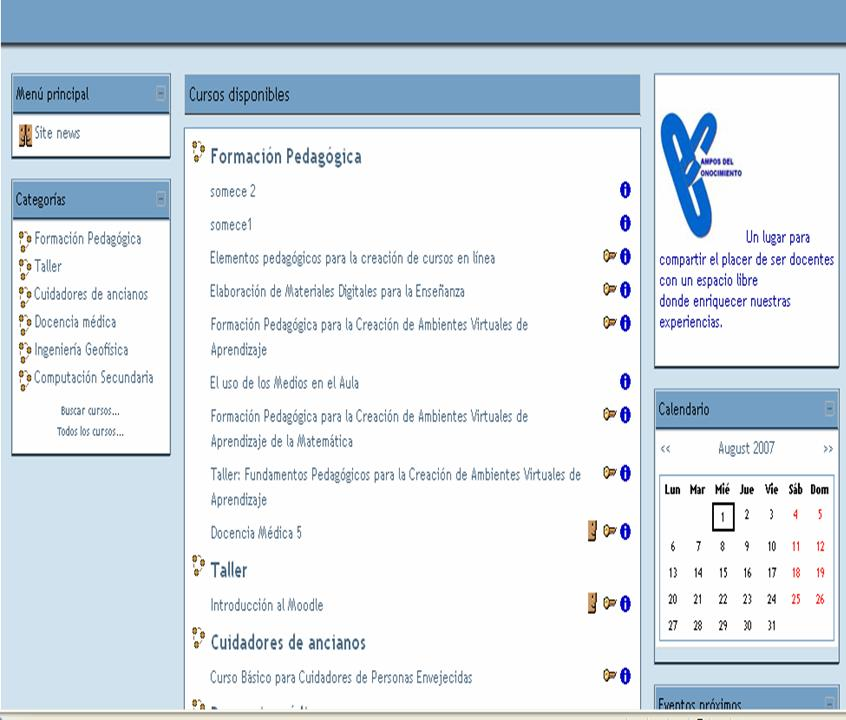 Menú principal
Site news
Categorías
Formación Pedagógica
Taller
Cuidadores de ancianos
Docencia médica
Ingeniería Geofísica
Computación Secundaria
Buscar cursos...
Todos los cursos...
Cursos disponibles
Formación Pedagógica
somece 2
somece1
Elementos pedagógicos para la creación de cursos en línea
Elaboración de Materiales Digitales para la Enseñanza
Formación Pedagógica para la Creación de Ambientes Virtuales de
Aprendizaje
El uso de los Medios en el Aula
Formación Pedagógica para la Creación de Ambientes Virtuales de
Aprendizaje de la Matemática
Taller: Fundamentos Pedagógicos para la Creación de Ambientes Virtuales de
Aprendizaje
Docencia Médica 5
Taller
Introducción al Moodle
Cuidadores de ancianos
Curso Básico para Cuidadores de Personas Envejecidas
AMPOS DEL
ONOCIMIENTO
Un lugar para
compartir el placer de ser docentes
con un espacio libre
donde enriquecer nuestras
experiencias.
Calendario
<< August 2007 >>
Lun Mar Mié Jue Vie Sáb Dom
1 2 3 4 5
6 7 8 9 10 11 12
13 14 15 16 17 18 19
20 21 22 23 24 25 26
27 28 29 30 31
Eventos próximos